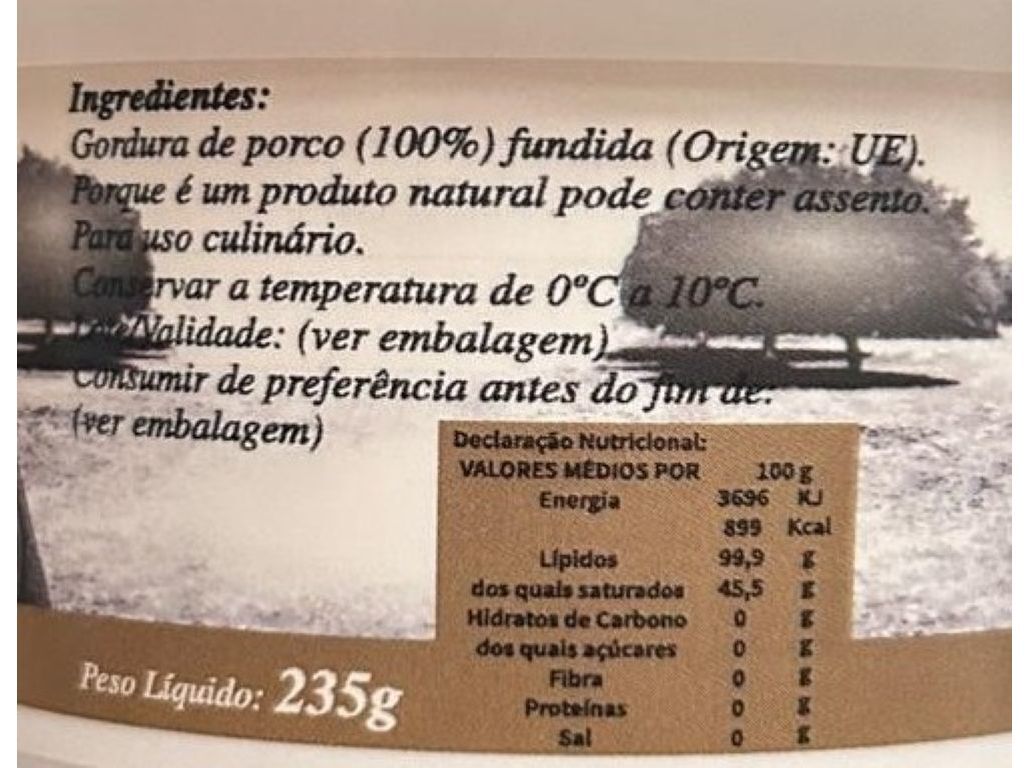 Ingredientes:
Gordura de porco (100%) fundida (Origem: UE).
Porque é um produto natural pode conter assento.
Para uso culinário.
Conservar a temperatura de 0ºC a 10ºC.
Lote/Validade: (ver embalagem)
Consumir de preferência antes do fim de:
(ver embalagem)
Declaração Nutricional:
VALORES MÉDIOS POR 100 g
Energia 3696 KJ
899 Kcal
Lípidos 99,9 g
dos quais saturados 45,5 g
Hidratos de Carbono 0 g
dos quais açúcares 0 g
Fibra 0 g
Proteínas 0 g
Sal 0 g
Peso Líquido: 235g